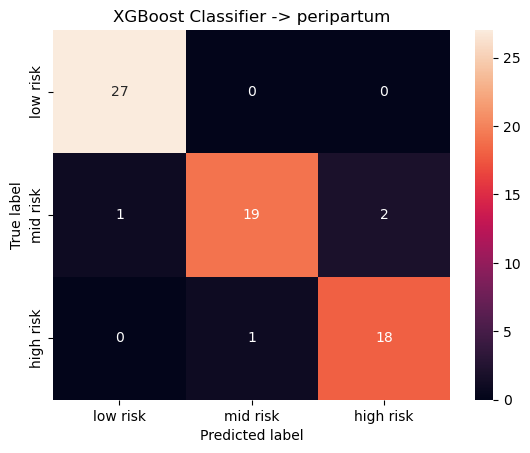 XGBoost Classifier -> peripartum
low risk
27
0
0
25
20
15
10
5
0
True label
mid risk
1
19
2
high risk
0
1
18
low risk
mid risk
high risk
Predicted label